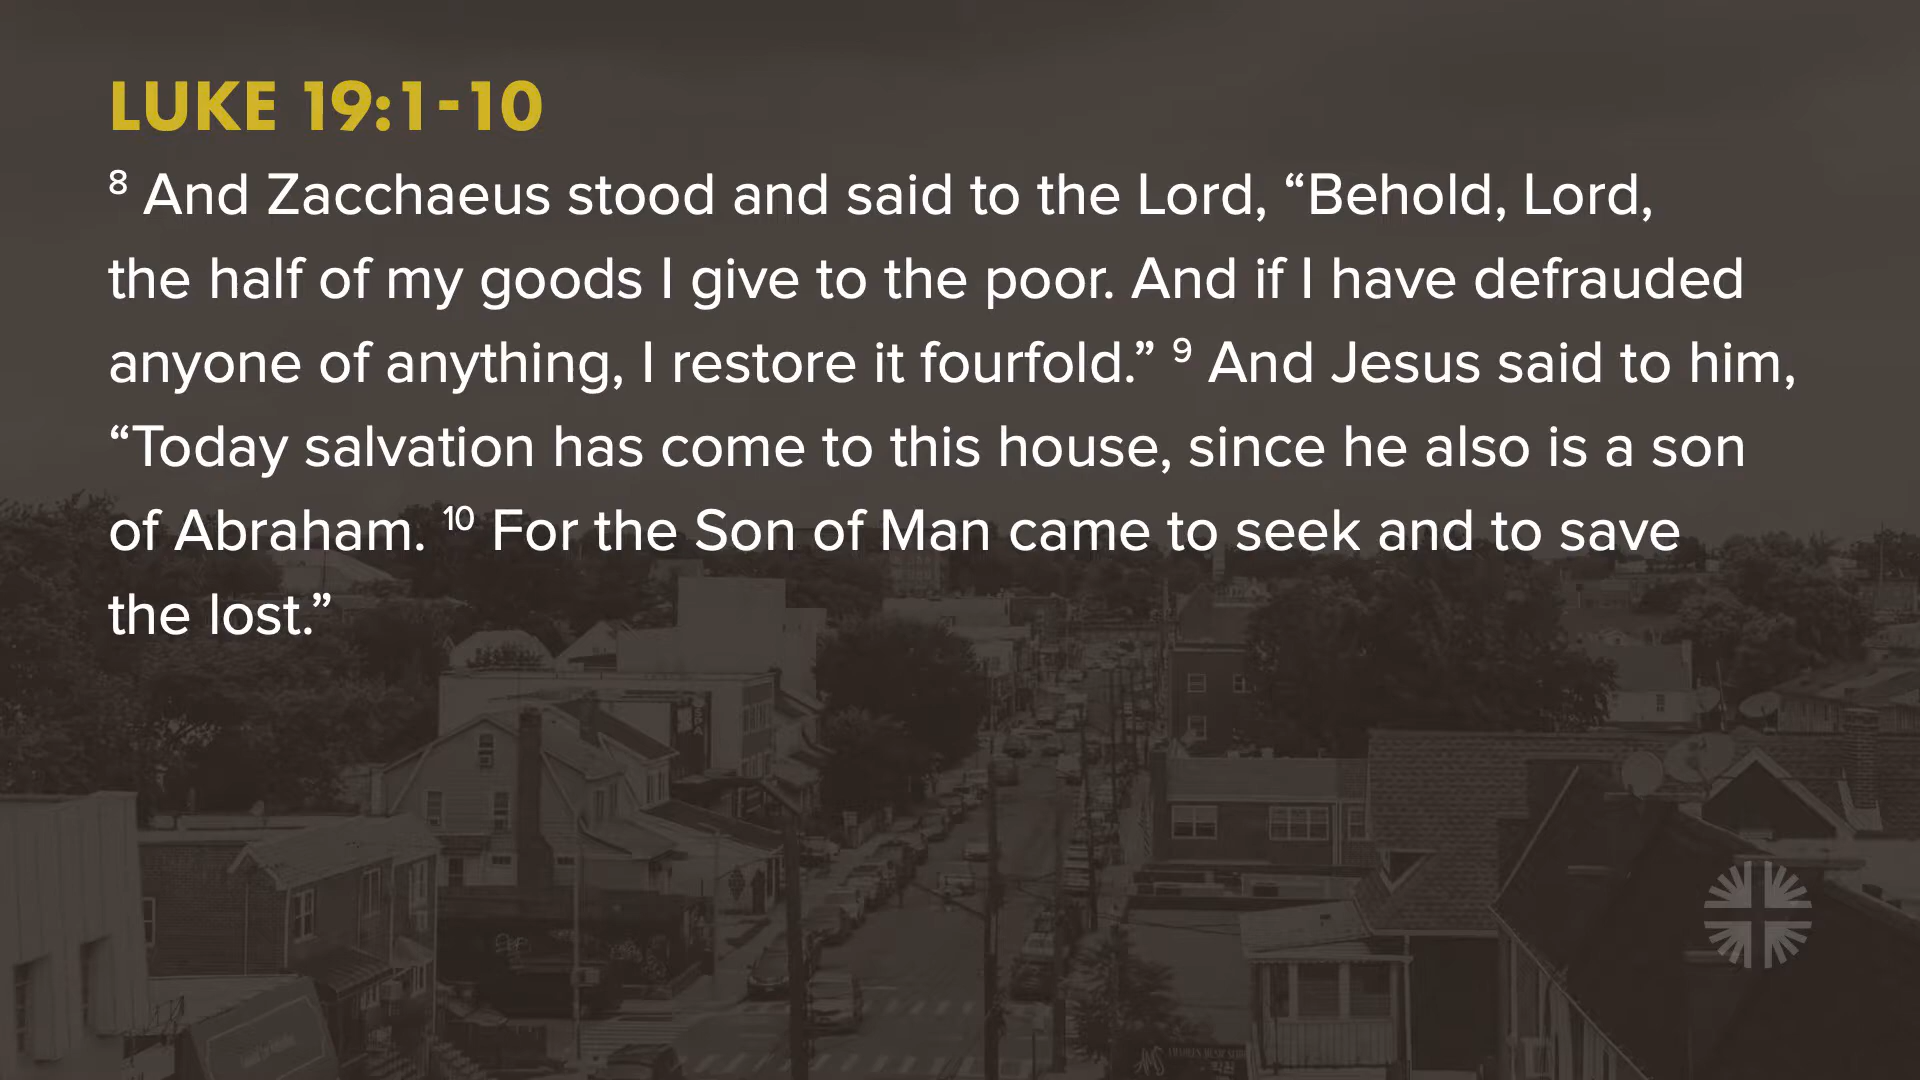 LUKE 19:1-10
⁸ And Zacchaeus stood and said to the Lord, “Behold, Lord,
the half of my goods I give to the poor. And if I have defrauded
anyone of anything, I restore it fourfold.” ⁹ And Jesus said to him,
“Today salvation has come to this house, since he also is a son
of Abraham. ¹⁰ For the Son of Man came to seek and to save
the lost.”
SPA